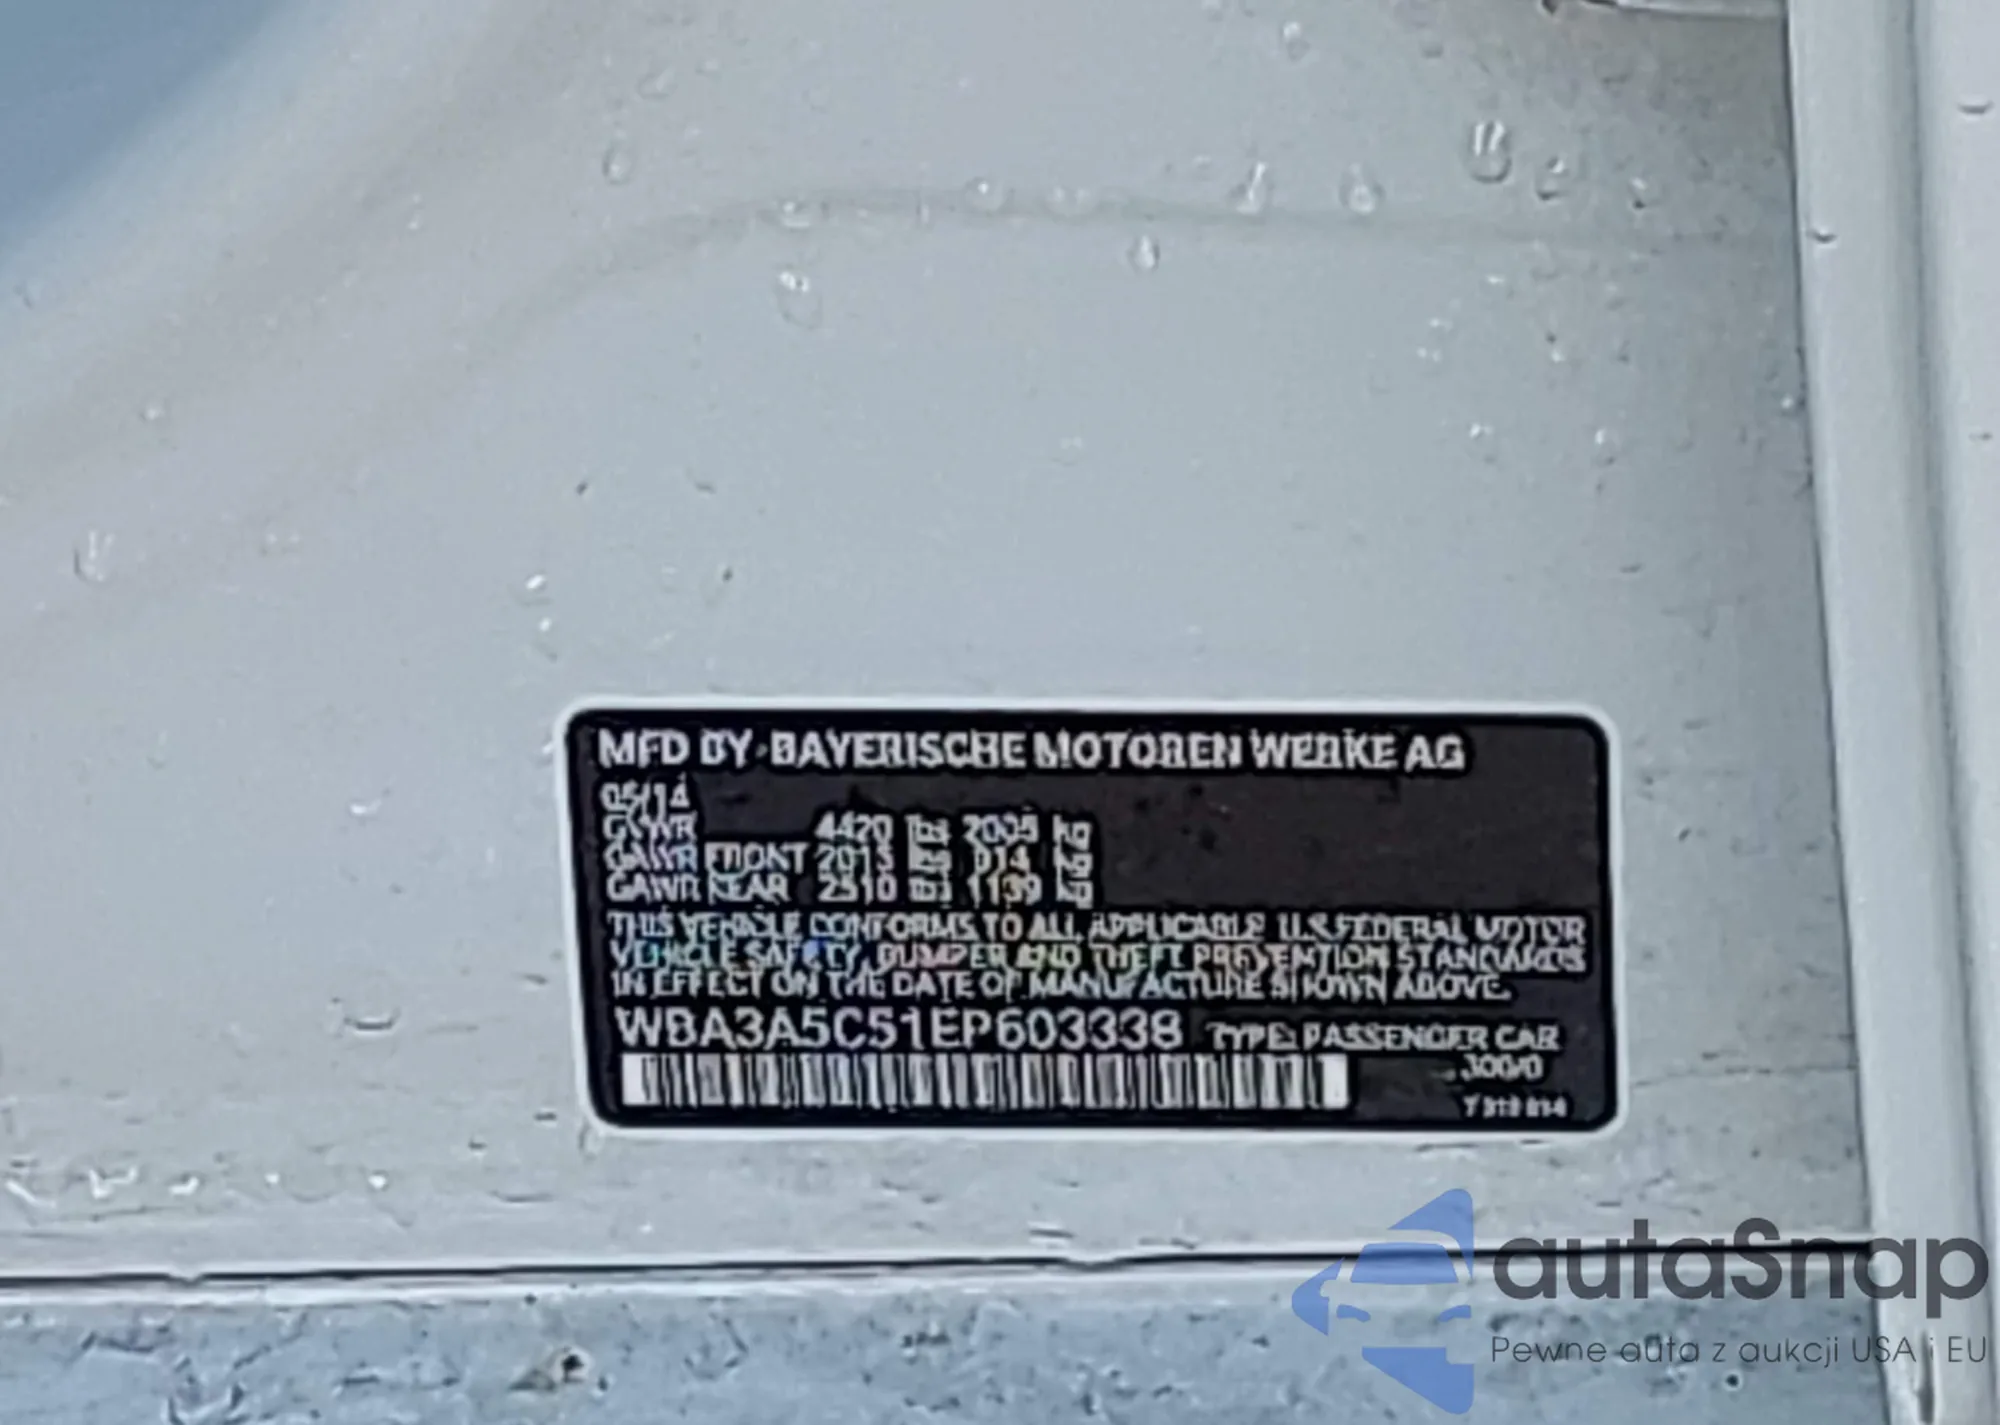 MFD BY BAYERISCHE MOTOREN WERKE AG
05/14
GVWR 4420 lbs 2005 kg
GAWR FRONT 2015 lbs 914 kg
GAWR REAR 2510 lbs 1139 kg
THIS VEHICLE CONFORMS TO ALL APPLICABLE U.S. FEDERAL MOTOR
VEHICLE SAFETY, BUMPER AND THEFT PREVENTION STANDARDS
IN EFFECT ON THE DATE OF MANUFACTURE SHOWN ABOVE.
WBA3A5C51EP603338 TYPE: PASSENGER CAR
autaSnap
Pewne auta z aukcji USA i EU